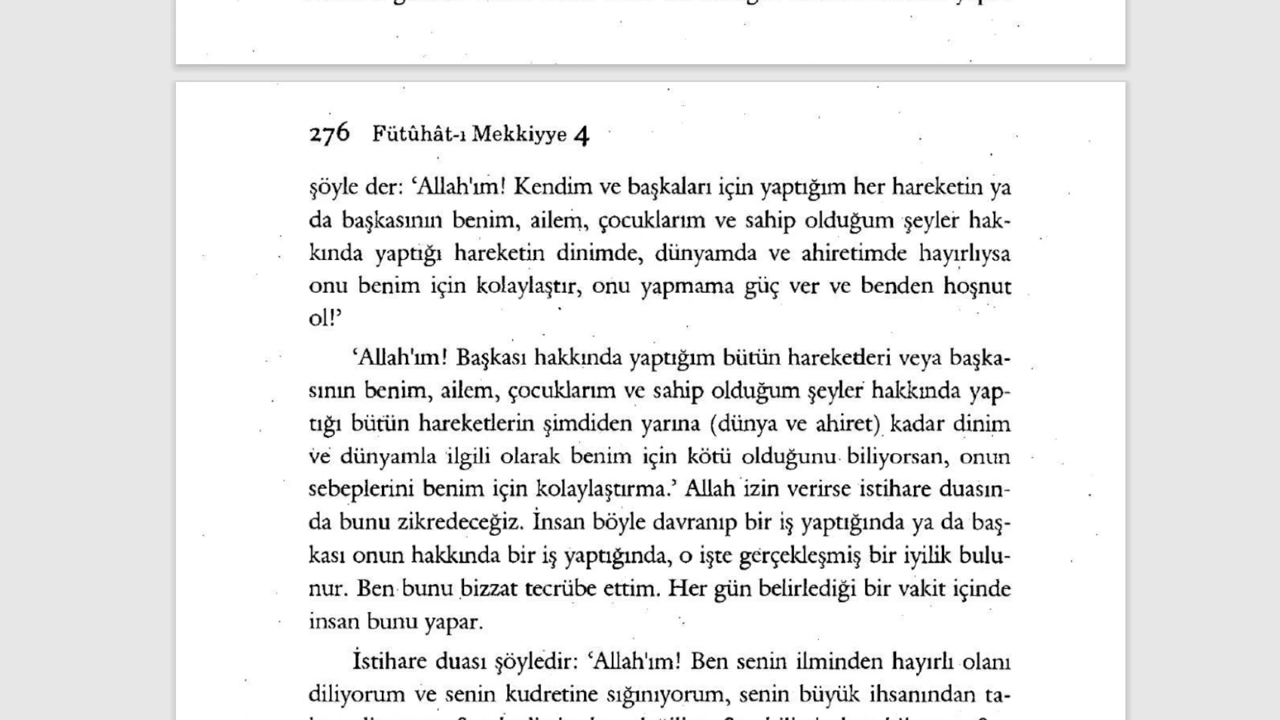 276 Fütûhât-ı Mekkiyye 4
şöyle der: ‘Allah'ım! Kendim ve başkaları için yaptığım her hareketin ya
da başkasının benim, ailem, çocuklarım ve sahip olduğum şeyler hak-
kında yaptığı hareketin dinimde, dünyamda ve ahiretimde hayırlıysa
onu benim için kolaylaştır, onu yapmama güç ver ve benden hoşnut
ol!’
‘Allah'ım! Başkası hakkında yaptığım bütün hareketleri veya başka-
sının benim, ailem, çocuklarım ve sahip olduğum şeyler hakkında yap-
tığı bütün hareketlerin şimdiden yarına (dünya ve ahiret) kadar dinim
ve dünyamla ilgili olarak benim için kötü olduğunu biliyorsan, onun
sebeplerini benim için kolaylaştırma.’ Allah izin verirse istihare duasın-
da bunu zikredeceğiz. İnsan böyle davranıp bir iş yaptığında ya da baş-
kası onun hakkında bir iş yaptığında, o işte gerçekleşmiş bir iyilik bulu-
nur. Ben bunu bizzat tecrübe ettim. Her gün belirlediği bir vakit içinde
insan bunu yapar.
İstihare duası şöyledir: ‘Allah'ım! Ben senin ilminden hayırlı olanı
diliyorum ve senin kudretine sığınıyorum, senin büyük ihsanından ta-